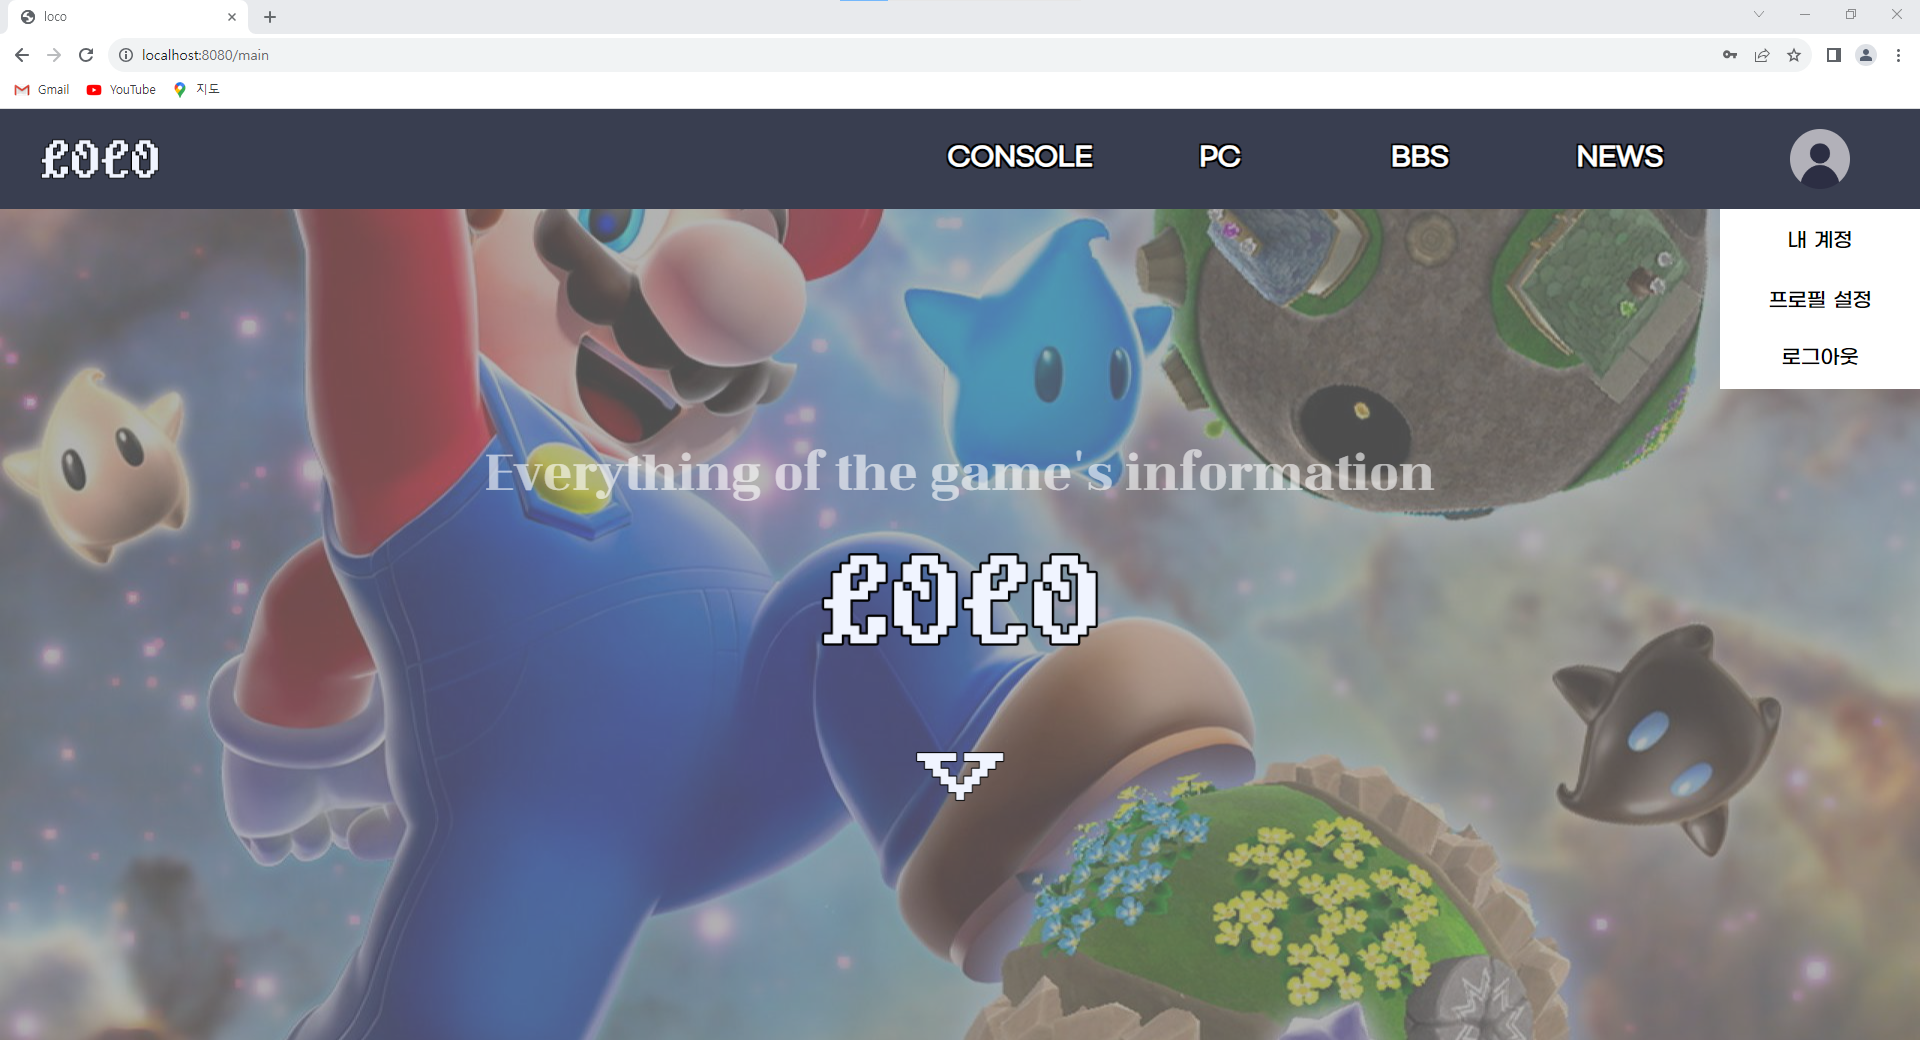 loco
localhost:8080/main
Gmail YouTube 지도
LOCO CONSOLE PC BBS NEWS
내 계정
프로필 설정
로그아웃
Everything of the game's information
LOCO